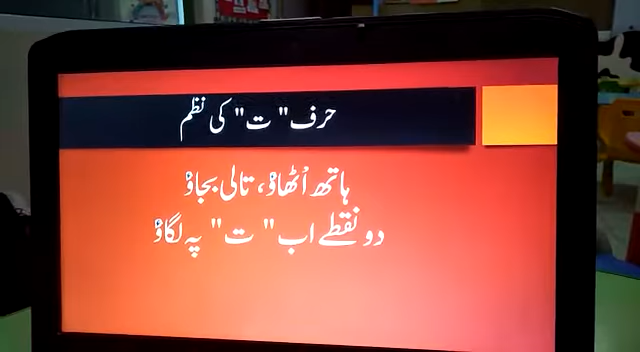 حرف "ت" کی نظم
ہاتھ اُٹھاؤ، تالی بجاؤ
دو نقطے اب "ت" پہ لگاؤ